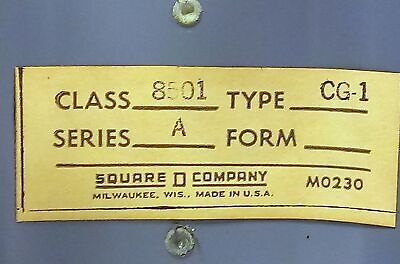 CLASS 8501 TYPE CG-1
SERIES A FORM
SQUARE D COMPANY
MILWAUKEE, WIS., MADE IN U.S.A.
M0230